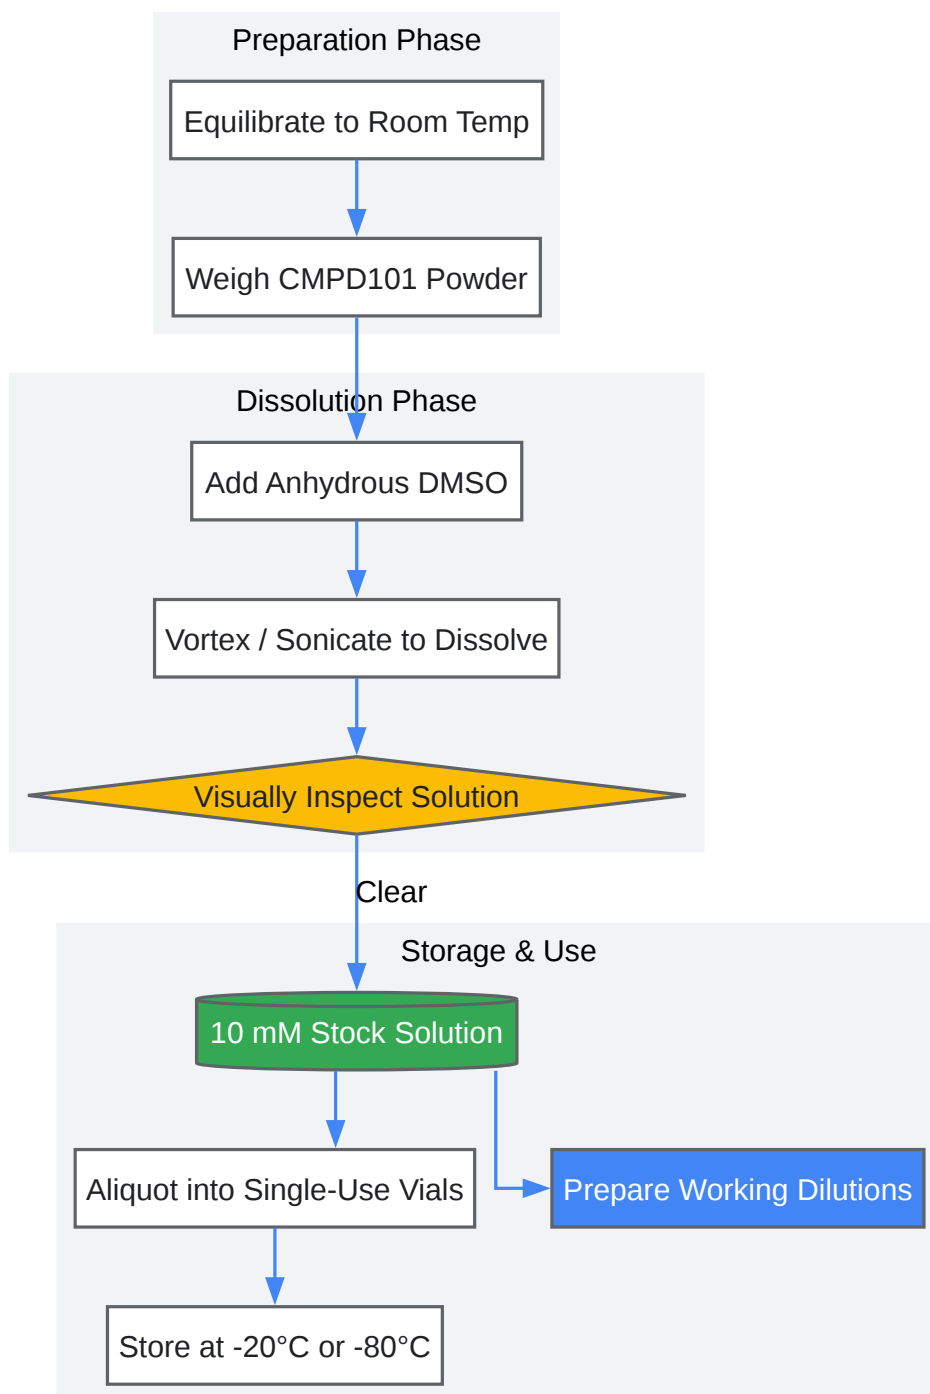 Preparation Phase
Equilibrate to Room Temp
Weigh CMPD101 Powder
Dissolution Phase
Add Anhydrous DMSO
Vortex / Sonicate to Dissolve
Visually Inspect Solution
Clear
Storage & Use
10 mM Stock Solution
Aliquot into Single-Use Vials
Prepare Working Dilutions
Store at -20°C or -80°C